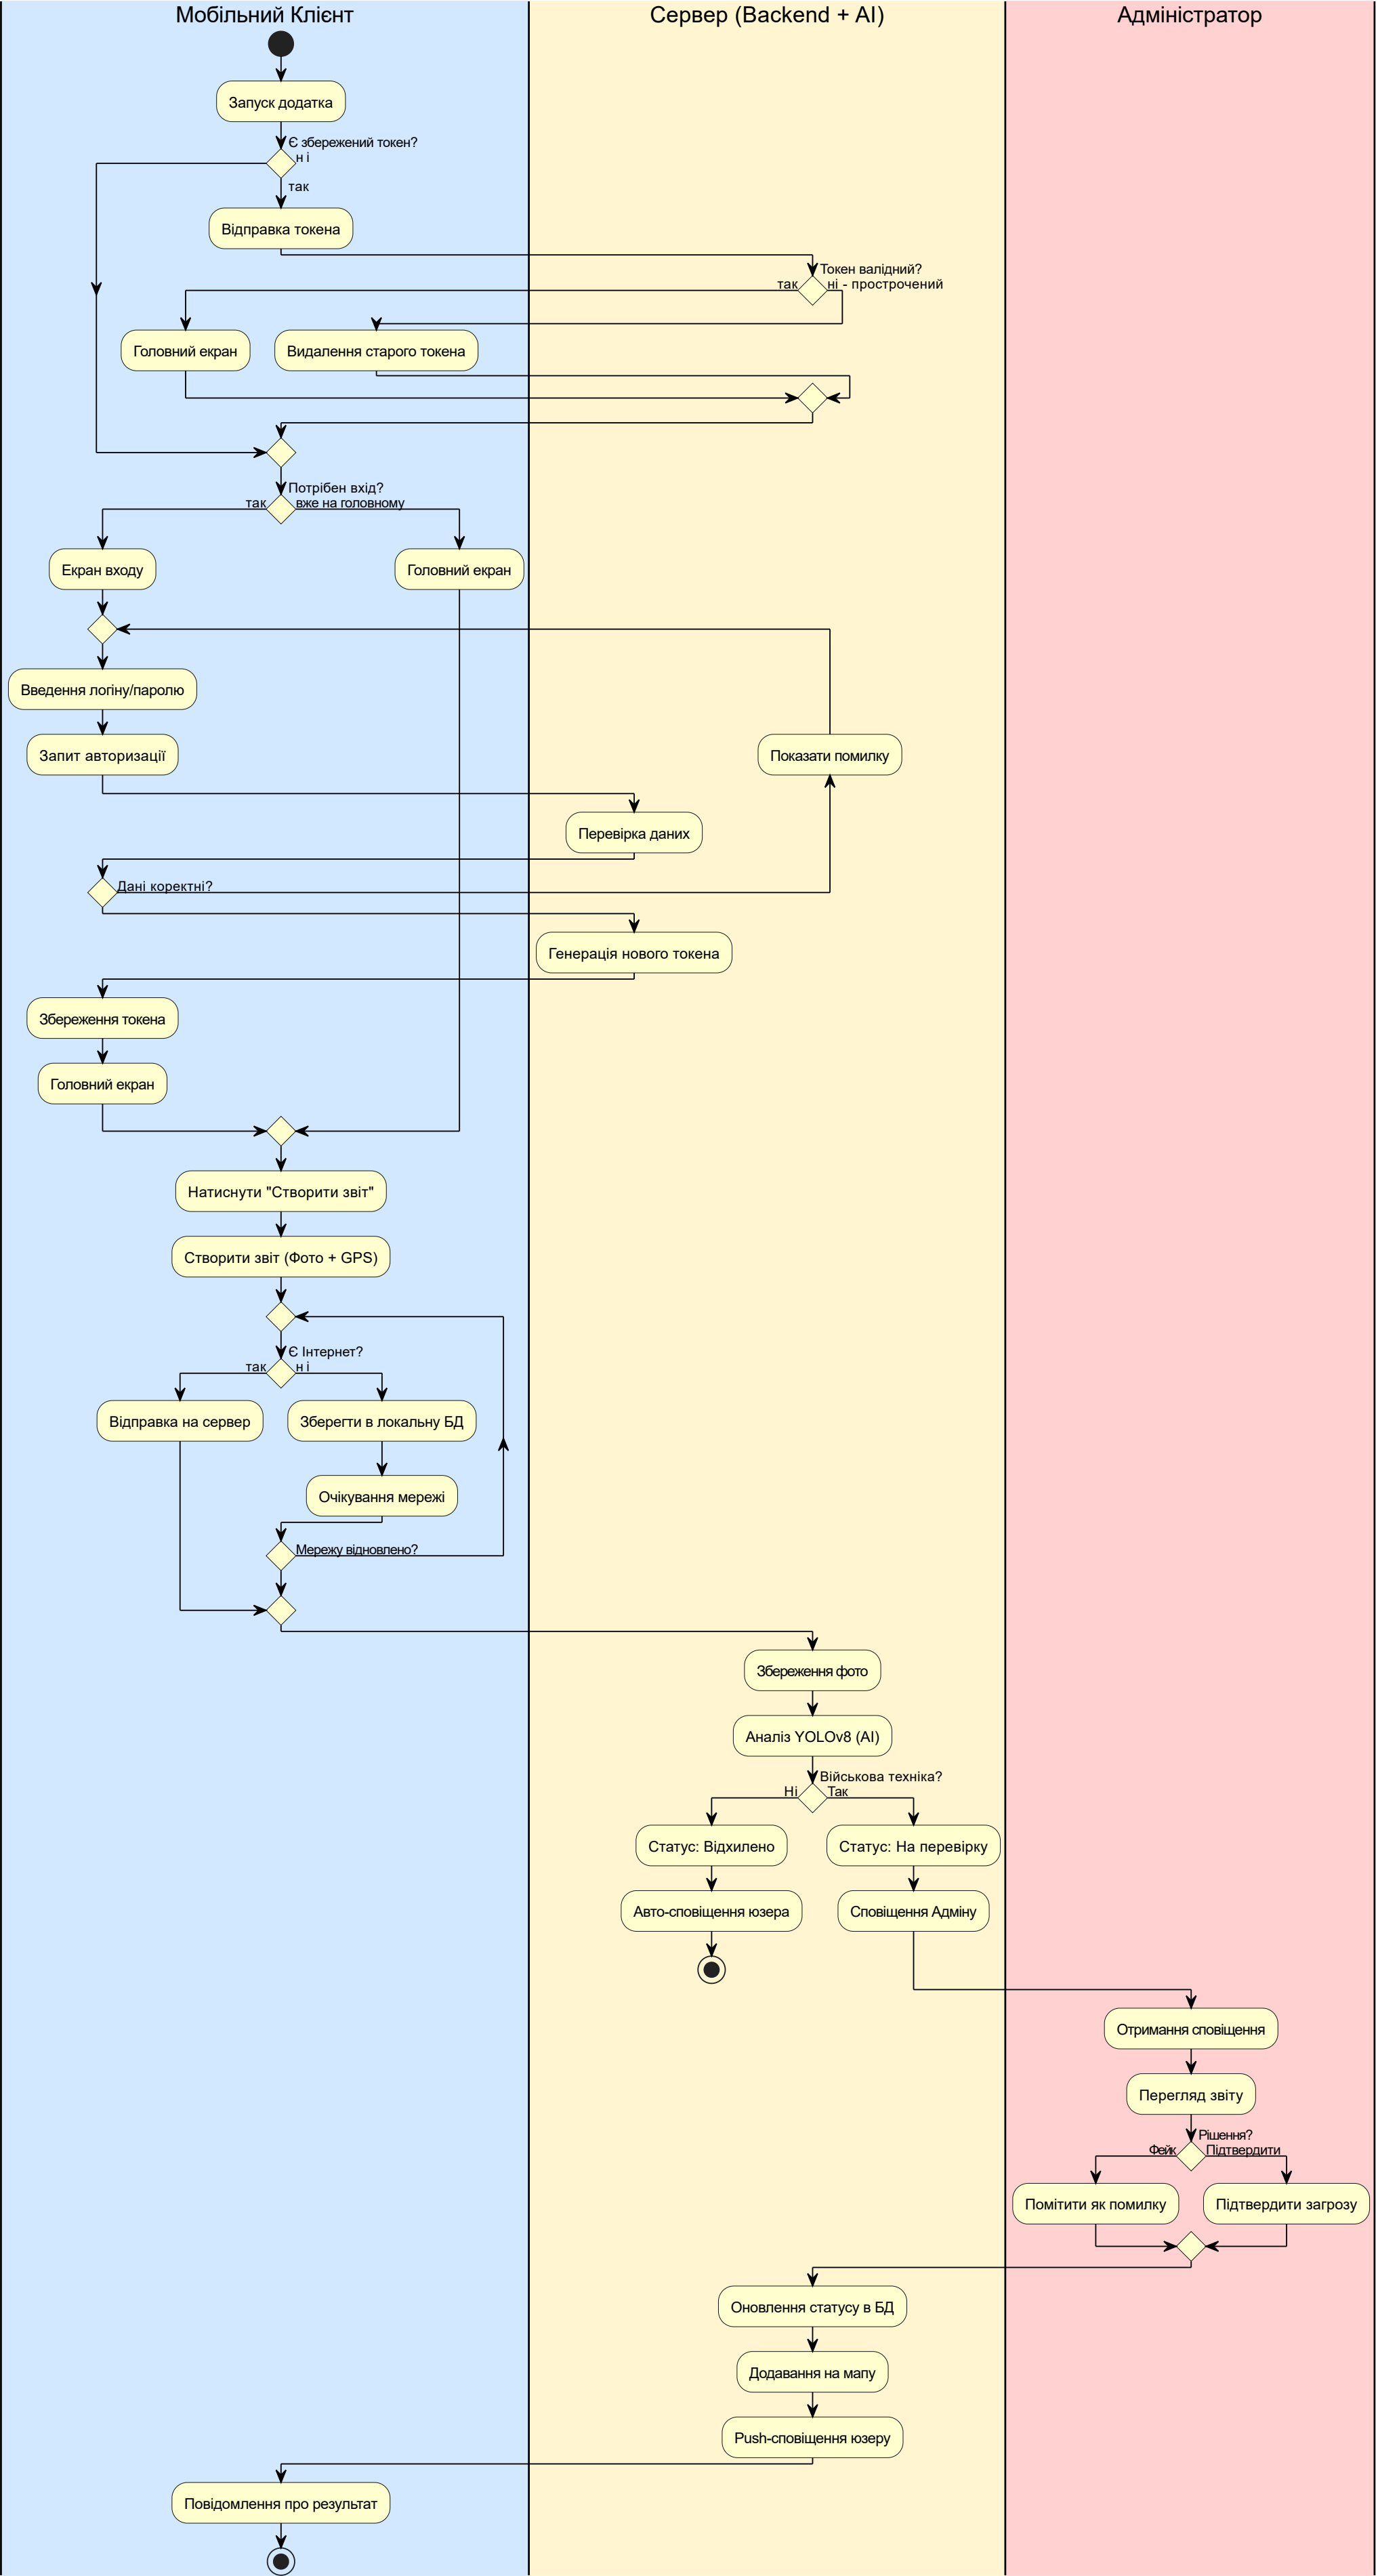 Мобільний Клієнт
Сервер (Backend + AI)
Адміністратор
Запуск додатка
Є збережений токен?
ні
так
Відправка токена
Токен валідний?
так
ні - прострочений
Головний екран
Видалення старого токена
Потрібен вхід?
так
вже на головному
Екран входу
Головний екран
Введення логіну/паролю
Запит авторизації
Показати помилку
Перевірка даних
Дані коректні?
Генерація нового токена
Збереження токена
Головний екран
Натиснути "Створити звіт"
Створити звіт (Фото + GPS)
Є Інтернет?
так
ні
Відправка на сервер
Зберегти в локальну БД
Очікування мережі
Мережу відновлено?
Збереження фото
Аналіз YOLOv8 (AI)
Військова техніка?
Ні
Так
Статус: Відхилено
Статус: На перевірку
Авто-сповіщення юзера
Сповіщення Адміну
Отримання сповіщення
Перегляд звіту
Рішення?
Фейк
Підтвердити
Помітити як помилку
Підтвердити загрозу
Оновлення статусу в БД
Додавання на мапу
Push-сповіщення юзеру
Повідомлення про результат